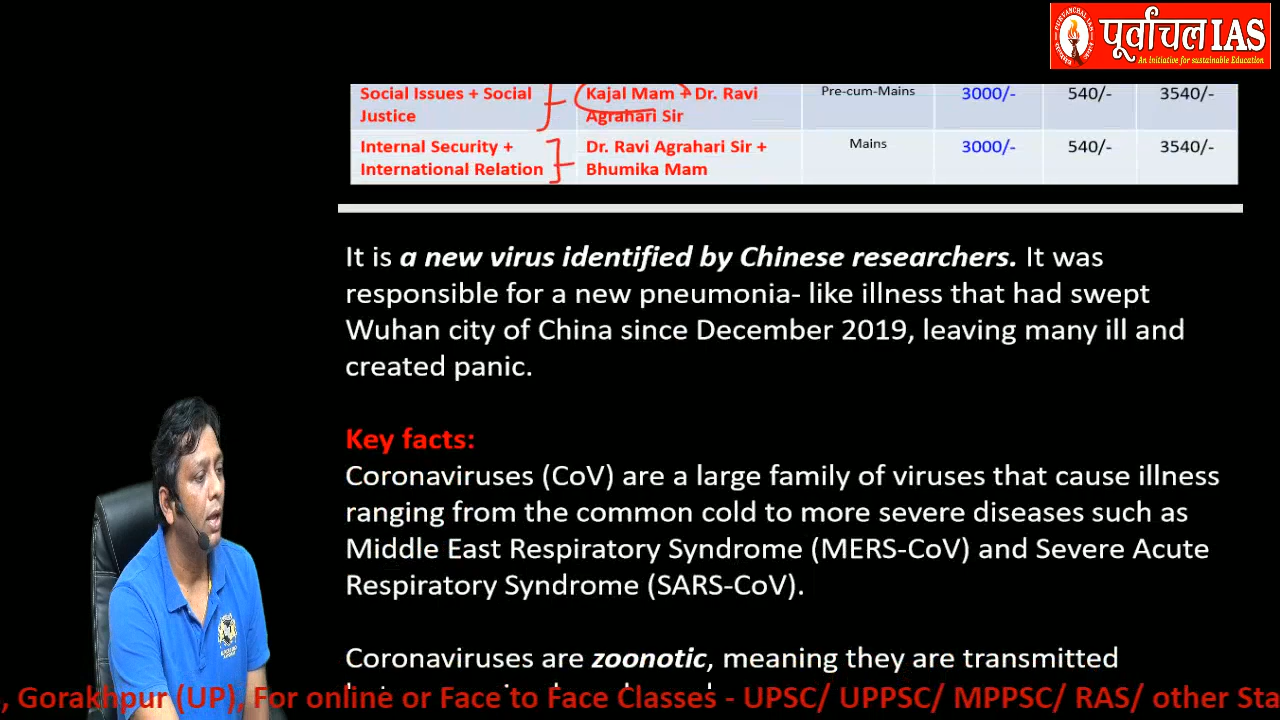 पूर्वांचल IAS
An Initiative for sustainable Education
Social Issues + Social Justice
Kajal Mam + Dr. Ravi Agrahari Sir
Pre-cum-Mains
3000/-
540/-
3540/-
Internal Security + International Relation
Dr. Ravi Agrahari Sir + Bhumika Mam
Mains
3000/-
540/-
3540/-
It is a new virus identified by Chinese researchers. It was
responsible for a new pneumonia- like illness that had swept
Wuhan city of China since December 2019, leaving many ill and
created panic.
Key facts:
Coronaviruses (CoV) are a large family of viruses that cause illness
ranging from the common cold to more severe diseases such as
Middle East Respiratory Syndrome (MERS-CoV) and Severe Acute
Respiratory Syndrome (SARS-CoV).
Coronaviruses are zoonotic, meaning they are transmitted
, Gorakhpur (UP), For online or Face to Face Classes - UPSC/ UPPSC/ MPPSC/ RAS/ other Sta